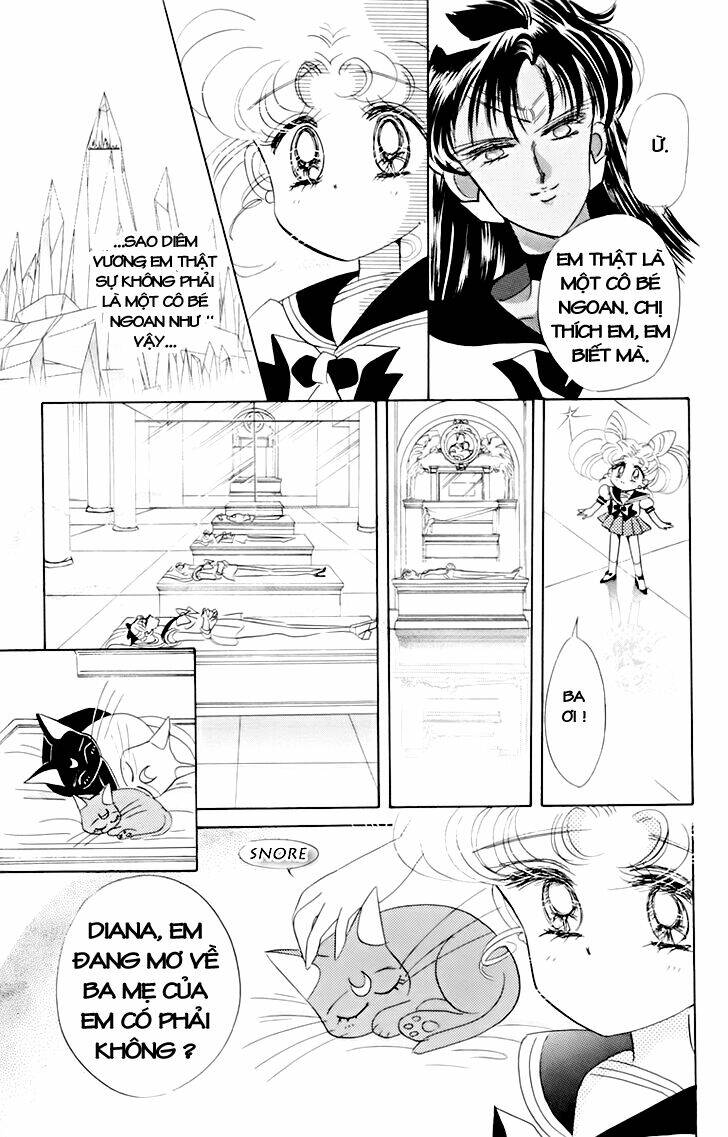 Ừ.
EM THẬT LÀ
MỘT CÔ BÉ
NGOAN. CHỊ
THÍCH EM, EM
BIẾT MÀ.
...SAO DIÊM
VƯƠNG EM THẬT
SỰ KHÔNG PHẢI
LÀ MỘT CÔ BÉ
NGOAN NHƯ
VẬY...
BA
ƠI !
SNORE
DIANA, EM
ĐANG MƠ VỀ
BA MẸ CỦA
EM CÓ PHẢI
KHÔNG ?